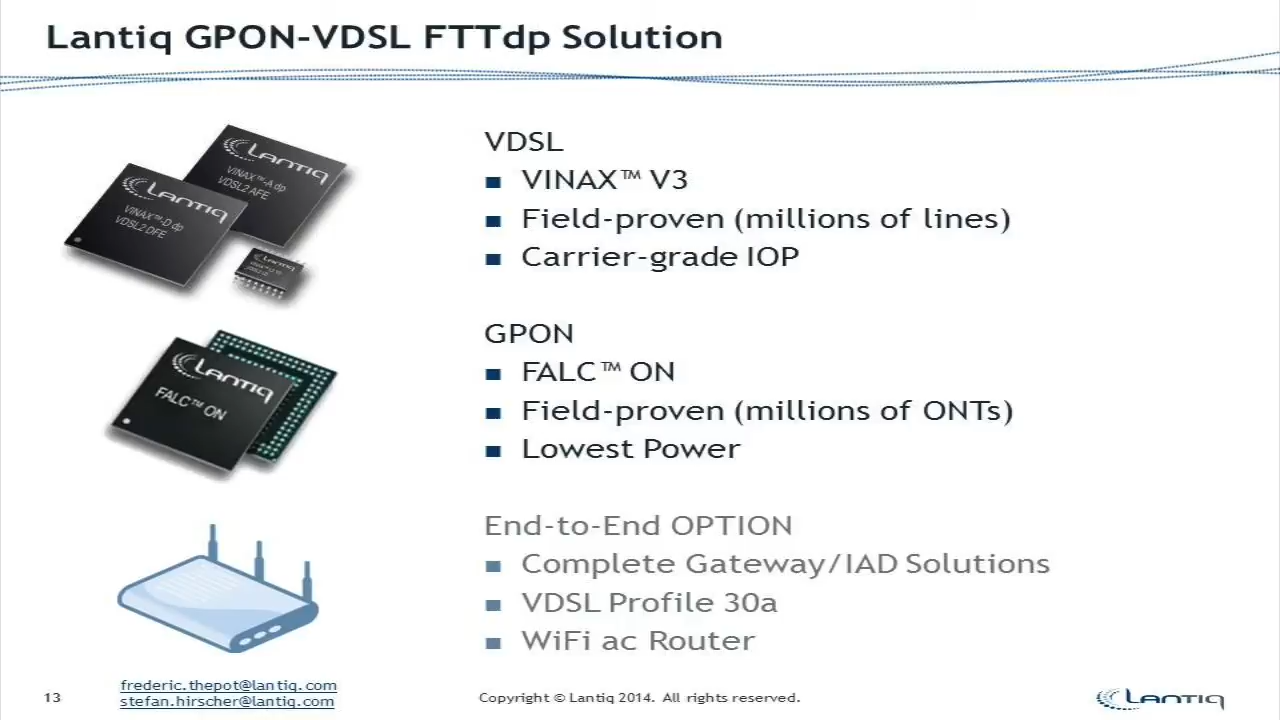 Lantiq GPON-VDSL FTTdp Solution
LANTIQ
VINAX™-A dp
VDSL2 AFE
LANTIQ
VINAX™-D dp
VDSL2 DFE
LANTIQ
VDSL
■ VINAX™ V3
■ Field-proven (millions of lines)
■ Carrier-grade IOP
LANTIQ
FALC™ ON
GPON
■ FALC™ ON
■ Field-proven (millions of ONTs)
■ Lowest Power
End-to-End OPTION
■ Complete Gateway/IAD Solutions
■ VDSL Profile 30a
■ WiFi ac Router
13
frederic.thepot@lantiq.com
stefan.hirscher@lantiq.com
Copyright © Lantiq 2014. All rights reserved.
LANTIQ